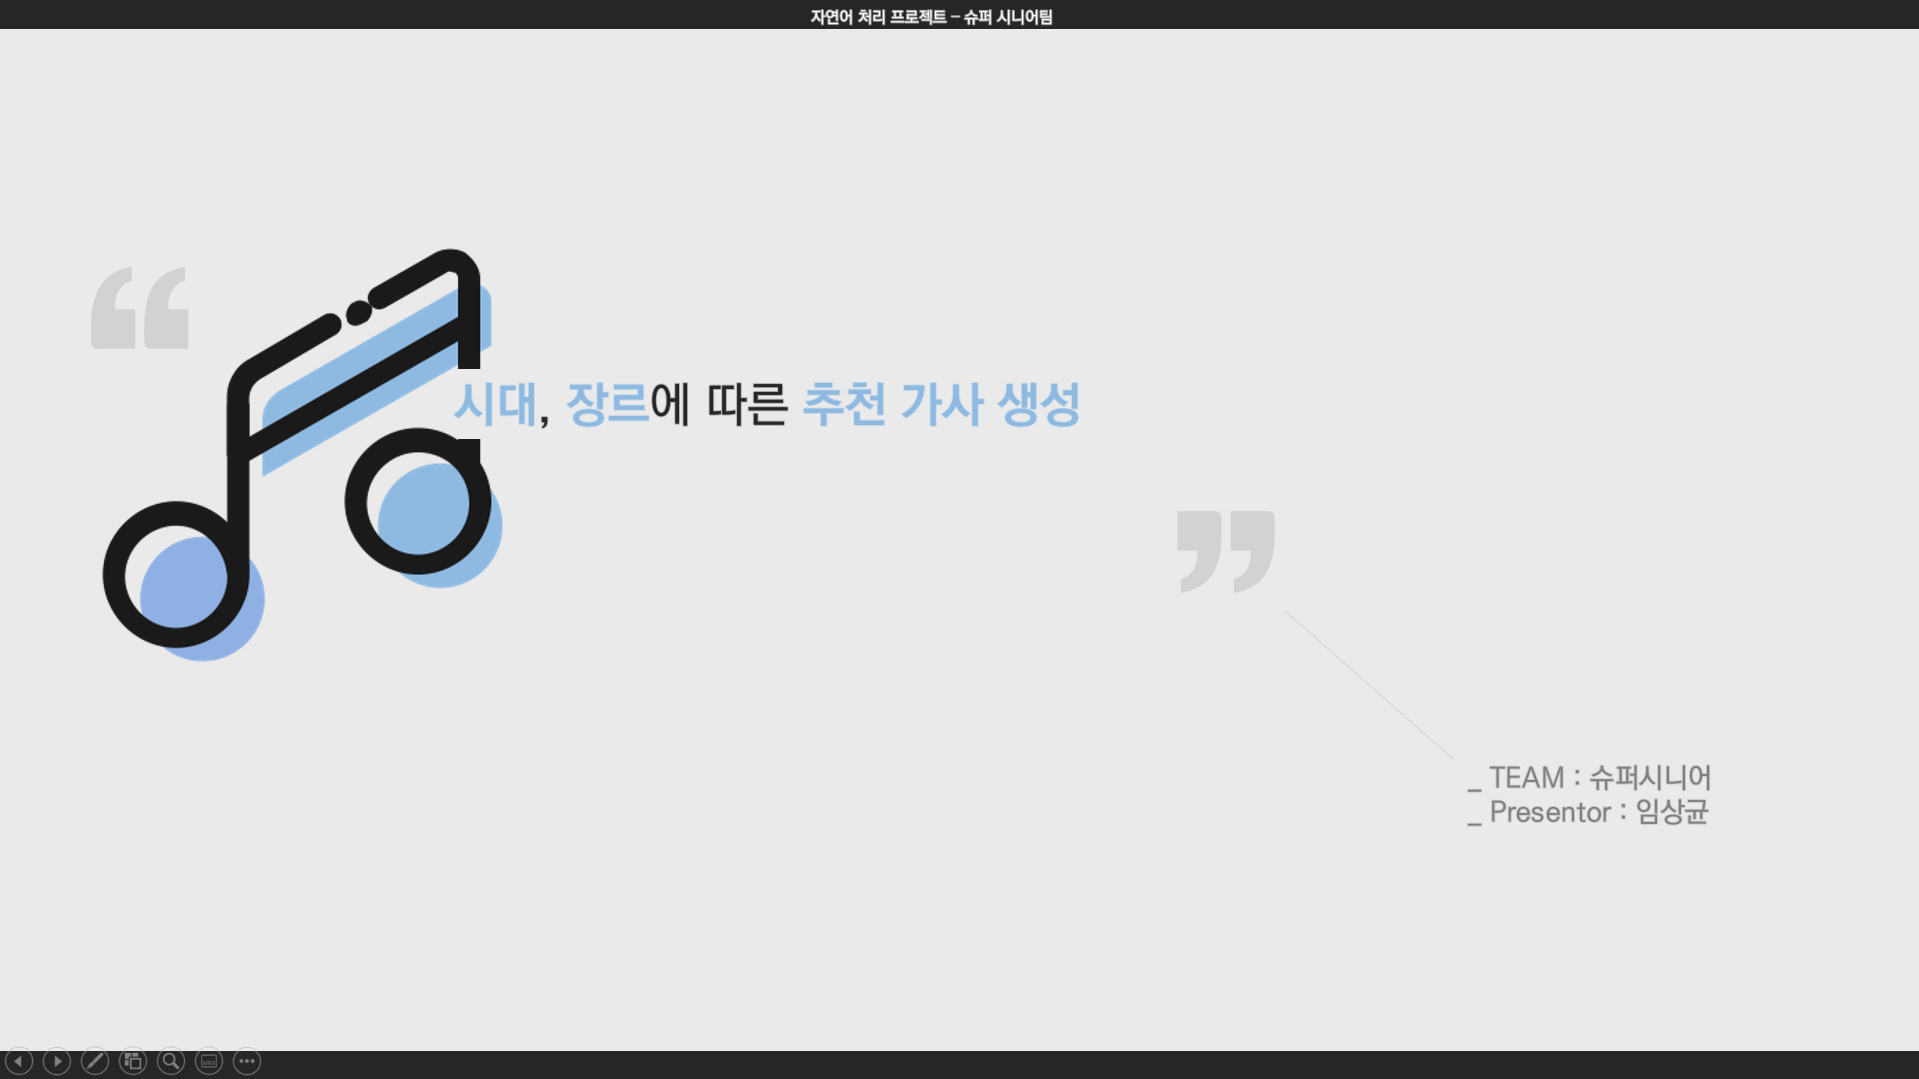 자연어 처리 프로젝트 – 슈퍼 시니어팀
시대, 장르에 따른 추천 가사 생성
_ TEAM : 슈퍼시니어
_ Presentor : 임상균